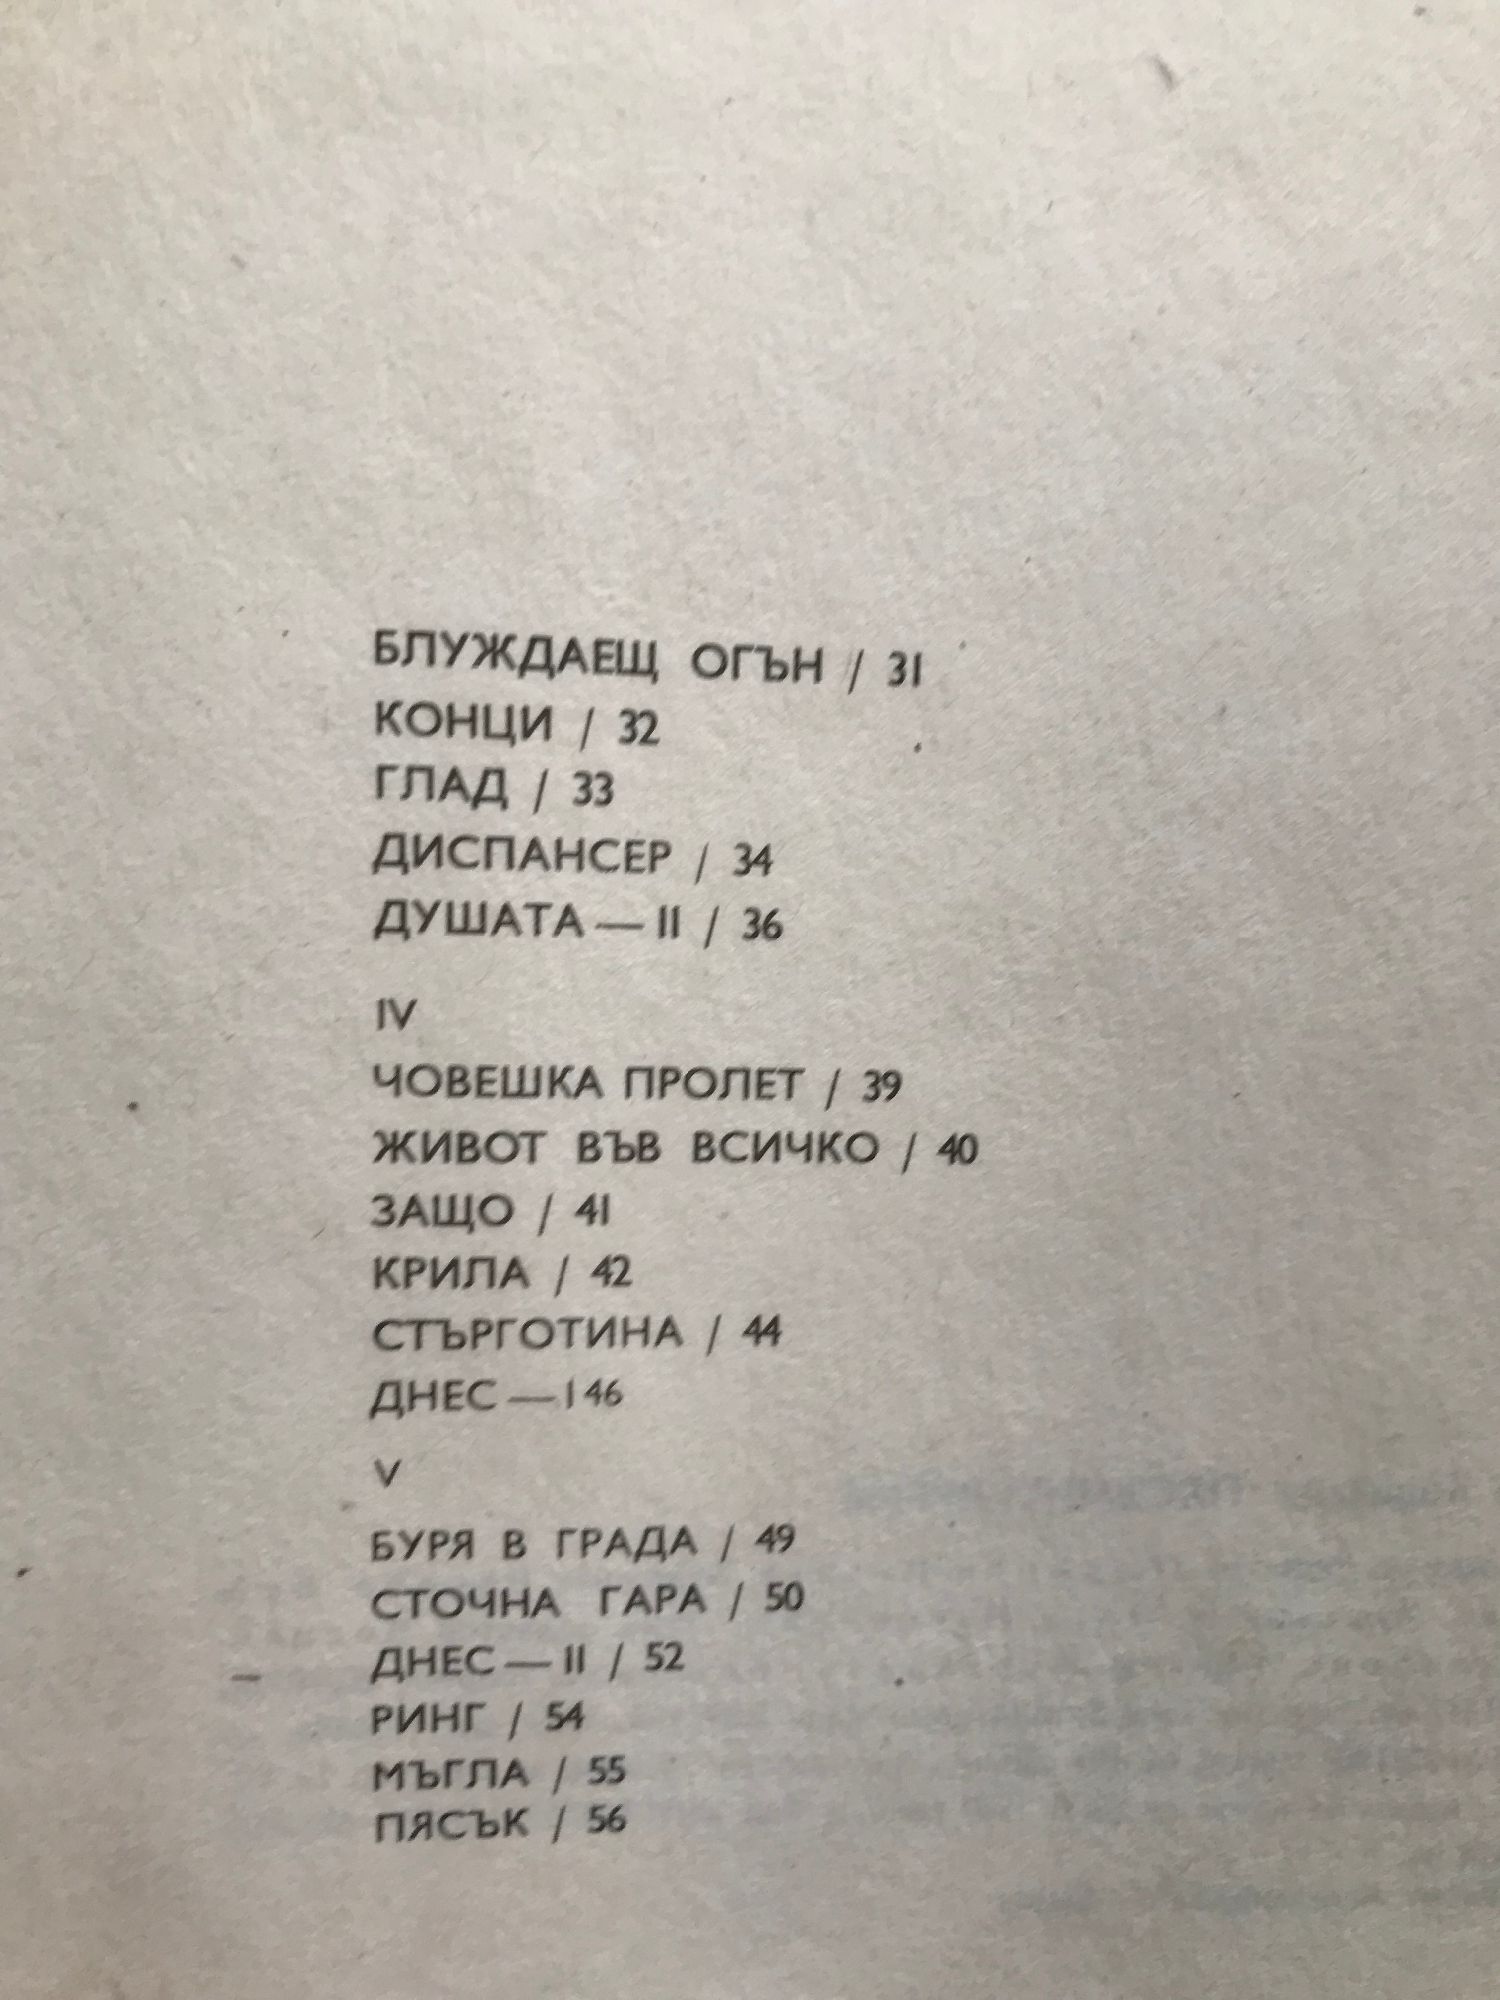 БЛУЖДАЕЩ ОГЪН / 31
КОНЦИ / 32
ГЛАД / 33
ДИСПАНСЕР / 34
ДУШАТА — II / 36
IV
ЧОВЕШКА ПРОЛЕТ / 39
ЖИВОТ ВЪВ ВСИЧКО / 40
ЗАЩО / 41
КРИЛА / 42
СТЪРГОТИНА / 44
ДНЕС — I 46
V
БУРЯ В ГРАДА / 49
СТОЧНА ГАРА / 50
ДНЕС — II / 52
РИНГ / 54
МЪГЛА / 55
ПЯСЪК / 56